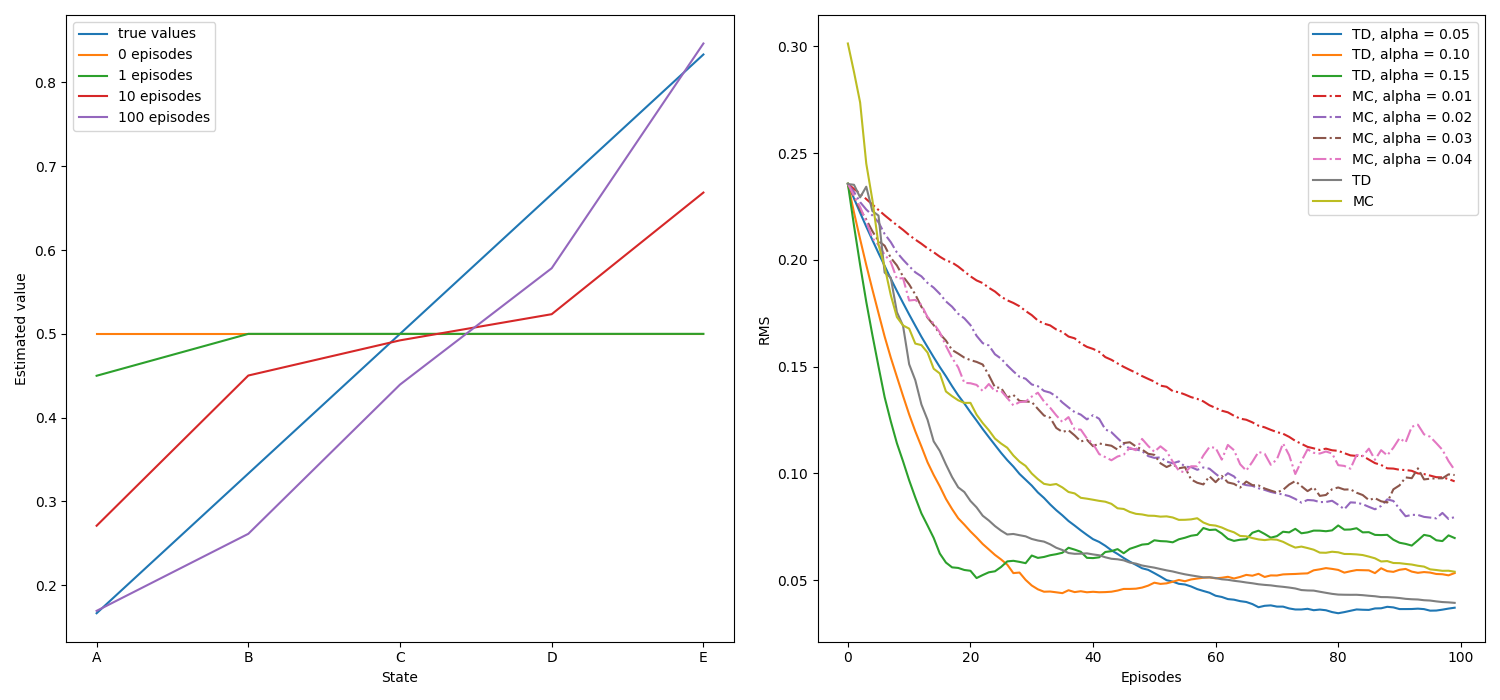 true values
0 episodes
1 episodes
10 episodes
100 episodes
0.8
0.7
0.6
0.5
0.4
0.3
0.2
Estimated value
A B C D E
State
TD, alpha = 0.05
TD, alpha = 0.10
TD, alpha = 0.15
MC, alpha = 0.01
MC, alpha = 0.02
MC, alpha = 0.03
MC, alpha = 0.04
TD
MC
0.30
0.25
0.20
0.15
0.10
0.05
RMS
0 20 40 60 80 100
Episodes